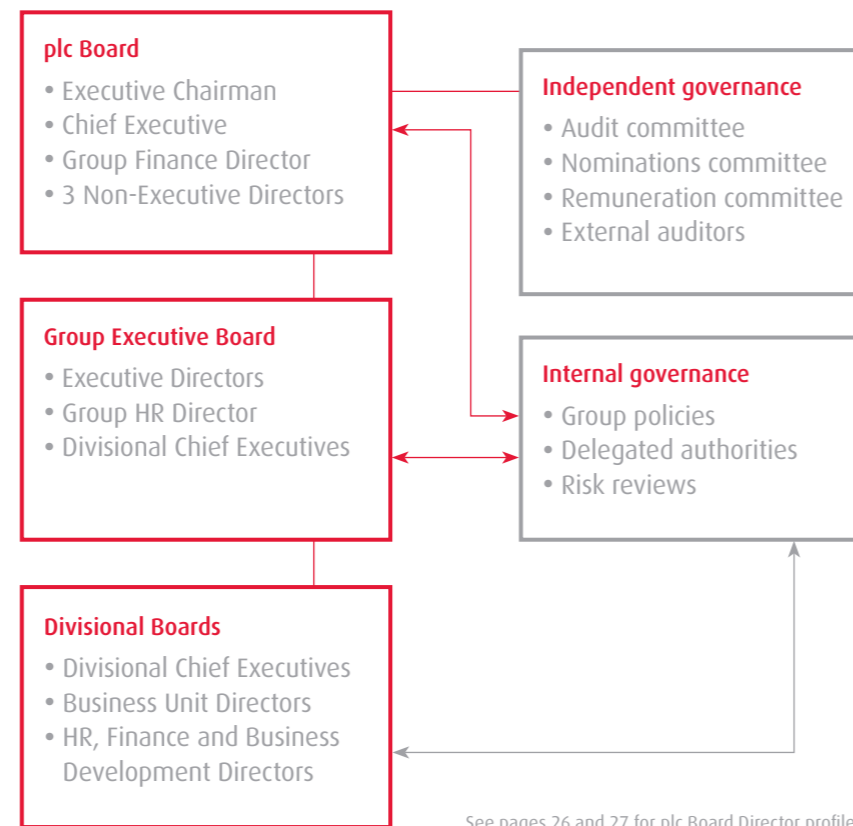 plc Board
• Executive Chairman
• Chief Executive
• Group Finance Director
• 3 Non-Executive Directors
Independent governance
• Audit committee
• Nominations committee
• Remuneration committee
• External auditors
Group Executive Board
• Executive Directors
• Group HR Director
• Divisional Chief Executives
Internal governance
• Group policies
• Delegated authorities
• Risk reviews
Divisional Boards
• Divisional Chief Executives
• Business Unit Directors
• HR, Finance and Business
Development Directors
See pages 26 and 27 for plc Board Director profile